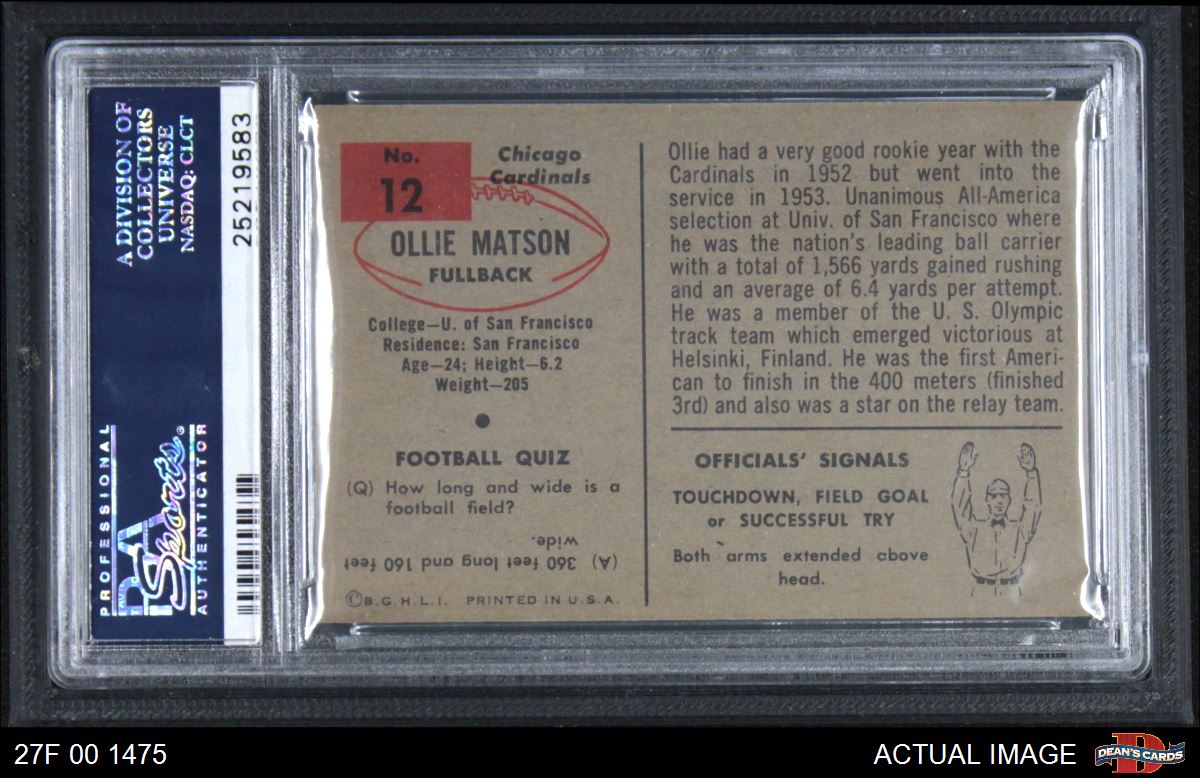 A DIVISION OF
COLLECTORS
UNIVERSE
NASDAQ: CLCT
25219583
PROFESSIONAL
PSA
Sports
AUTHENTICATOR
No.
12
Chicago
Cardinals
OLLIE MATSON
FULLBACK
College—U. of San Francisco
Residence: San Francisco
Age—24; Height—6.2
Weight—205
FOOTBALL QUIZ
(Q) How long and wide is a
football field?
(A) 360 feet long and 160 feet
wide.
©B.G.H.L.I. PRINTED IN U.S.A.
Ollie had a very good rookie year with the
Cardinals in 1952 but went into the
service in 1953. Unanimous All-America
selection at Univ. of San Francisco where
he was the nation's leading ball carrier
with a total of 1,566 yards gained rushing
and an average of 6.4 yards per attempt.
He was a member of the U. S. Olympic
track team which emerged victorious at
Helsinki, Finland. He was the first Ameri-
can to finish in the 400 meters (finished
3rd) and also was a star on the relay team.
OFFICIALS' SIGNALS
TOUCHDOWN, FIELD GOAL
or SUCCESSFUL TRY
Both arms extended above
head.
27F 00 1475
ACTUAL IMAGE
DEAN'S CARDS